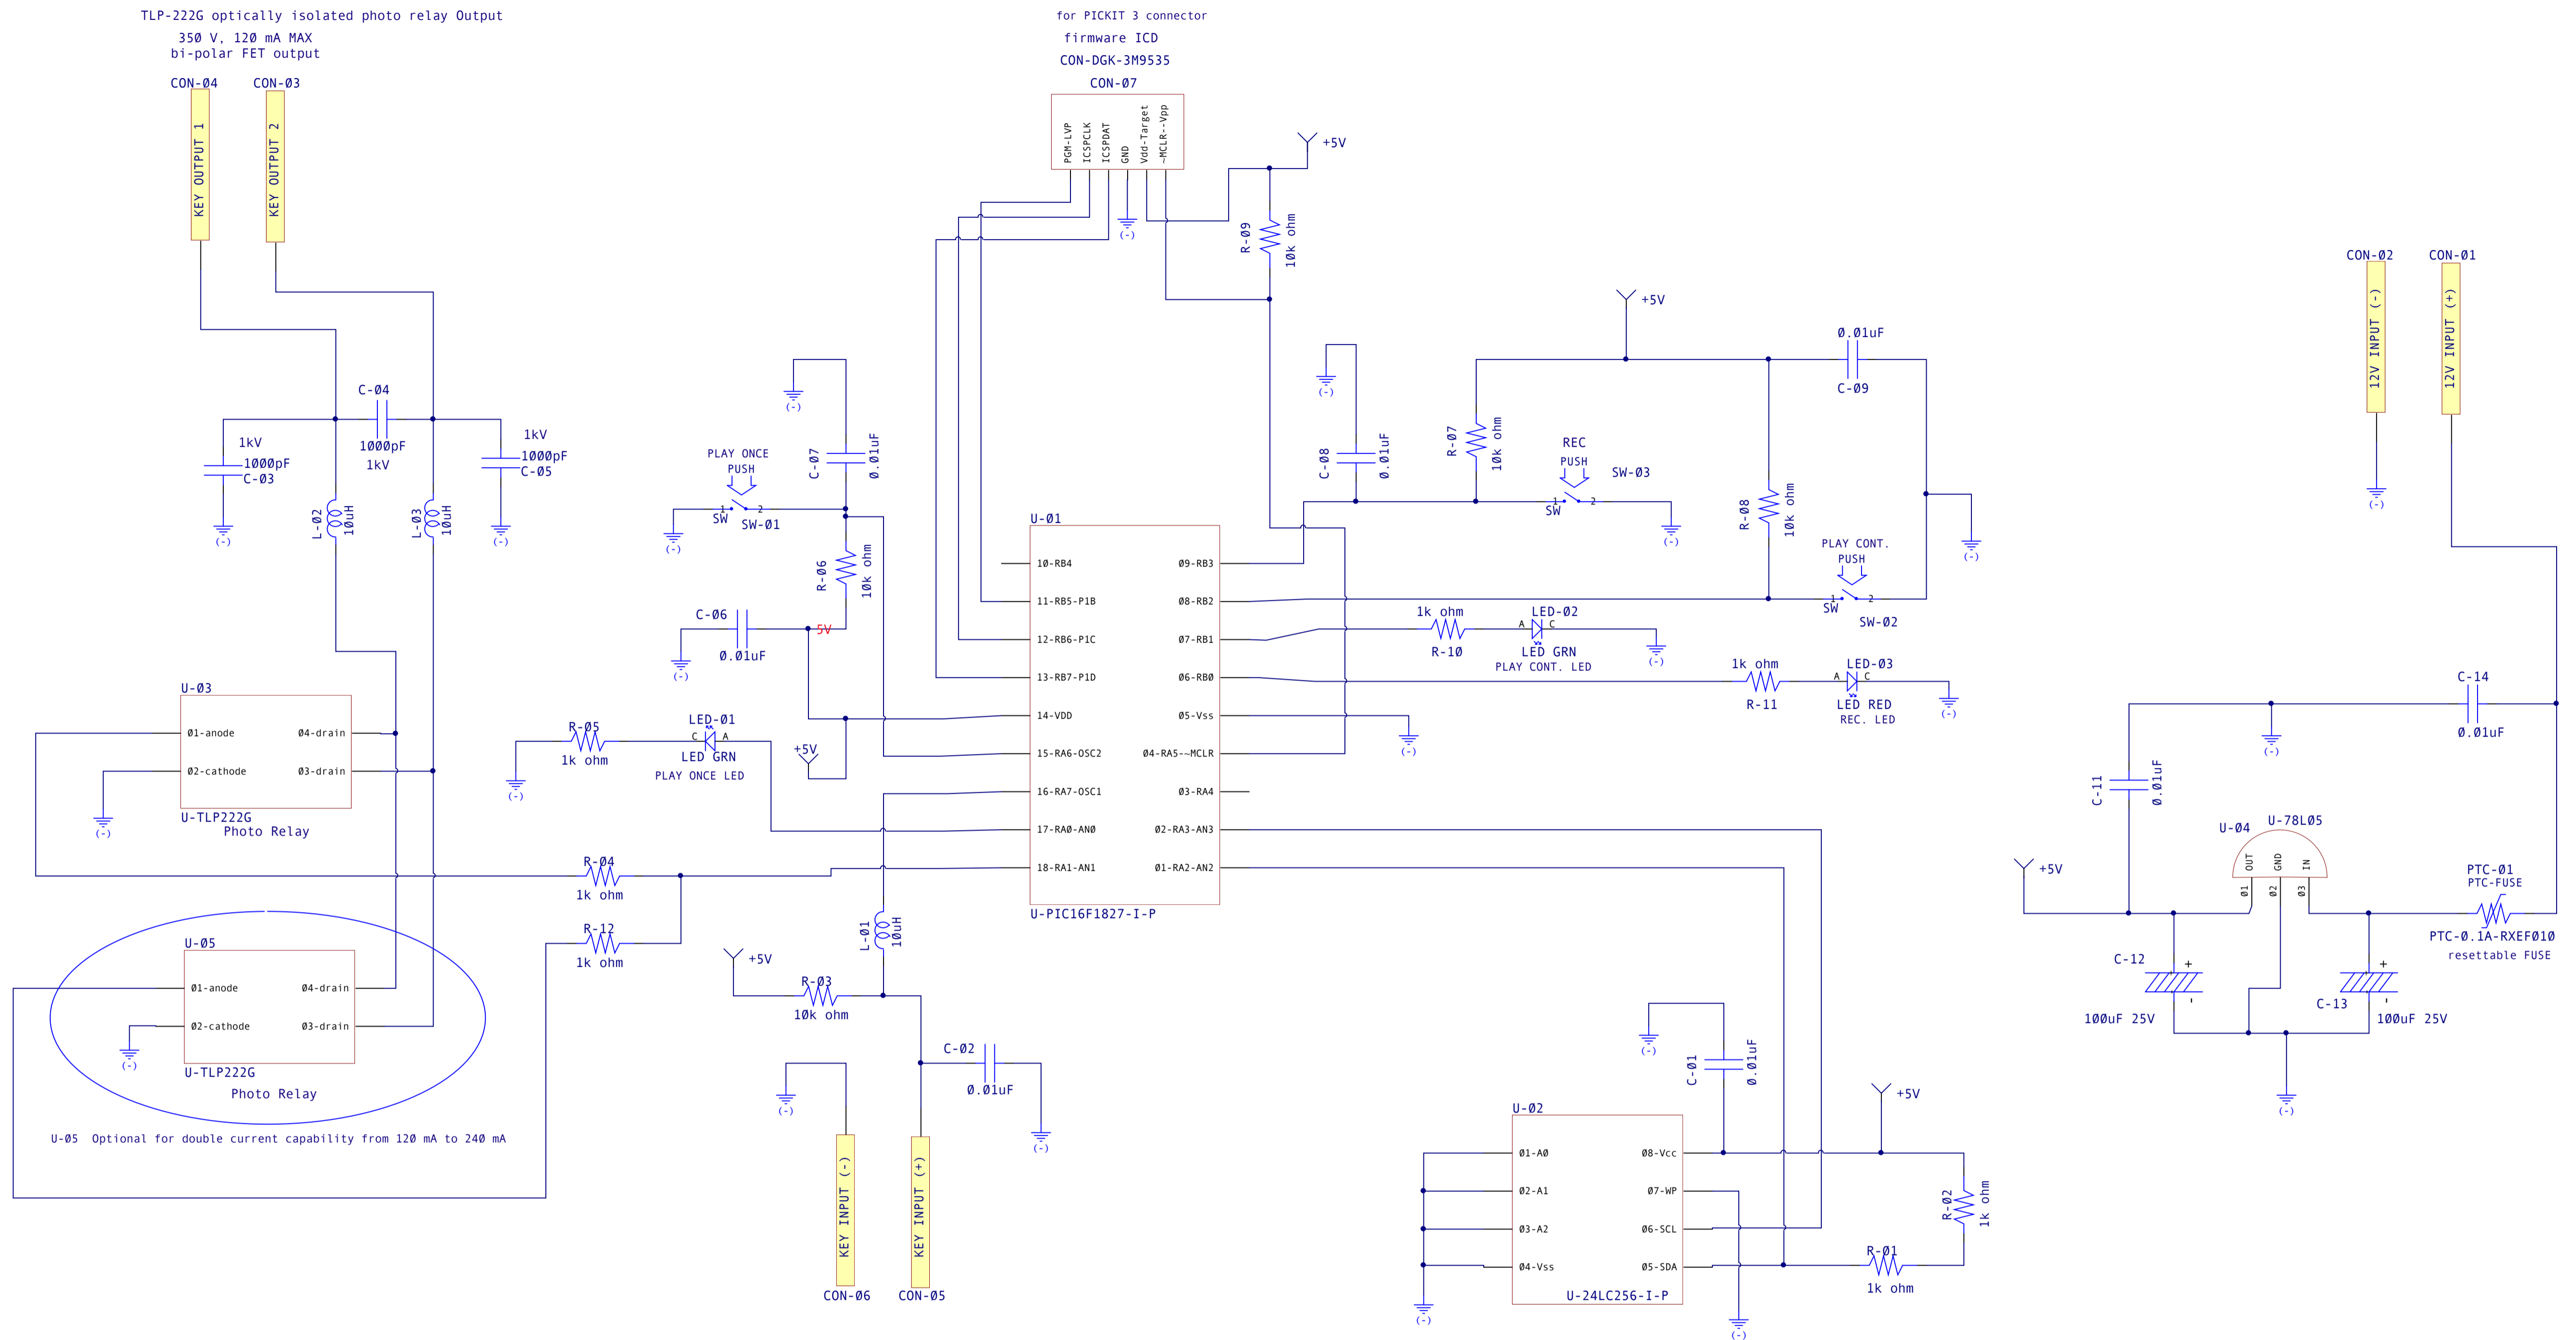 TLP-222G optically isolated photo relay Output
350 V, 120 mA MAX
bi-polar FET output
CON-04
CON-03
KEY OUTPUT 1
KEY OUTPUT 2
for PICKIT 3 connector
firmware ICD
CON-DGK-3M9535
CON-07
PGM-LVP
ICSPCLK
ICSPDAT
GND
Vdd-Target
~MCLR--Vpp
+5V
R-09
10k ohm
(-)
CON-02
CON-01
12V INPUT (-)
12V INPUT (+)
(-)
C-04
1000pF
1kV
1kV
1000pF
C-03
(-)
1kV
1000pF
C-05
(-)
L-02
10uH
L-03
10uH
(-)
C-07
0.01uF
PLAY ONCE
PUSH
1
2
SW
SW-01
(-)
R-06
10k ohm
C-06
0.01uF
(-)
5V
(-)
C-08
0.01uF
+5V
R-07
10k ohm
REC
PUSH
SW-03
1
2
SW
(-)
0.01uF
C-09
R-08
10k ohm
PLAY CONT.
PUSH
1
2
SW
SW-02
(-)
U-01
10-RB4
11-RB5-P1B
12-RB6-P1C
13-RB7-P1D
14-VDD
15-RA6-OSC2
16-RA7-OSC1
17-RA0-AN0
18-RA1-AN1
09-RB3
08-RB2
07-RB1
06-RB0
05-Vss
04-RA5-~MCLR
03-RA4
02-RA3-AN3
01-RA2-AN2
U-PIC16F1827-I-P
1k ohm
R-10
LED-02
A
C
LED GRN
PLAY CONT. LED
(-)
1k ohm
R-11
LED-03
A
C
LED RED
REC. LED
(-)
(-)
U-03
01-anode
02-cathode
04-drain
03-drain
U-TLP222G
Photo Relay
(-)
R-05
1k ohm
(-)
LED-01
C
A
LED GRN
PLAY ONCE LED
+5V
R-04
1k ohm
R-12
1k ohm
U-05
01-anode
02-cathode
04-drain
03-drain
U-TLP222G
Photo Relay
(-)
U-05  Optional for double current capability from 120 mA to 240 mA
L-01
10uH
+5V
R-03
10k ohm
C-02
0.01uF
(-)
(-)
KEY INPUT (-)
KEY INPUT (+)
CON-06
CON-05
(-)
C-01
0.01uF
+5V
U-02
01-A0
02-A1
03-A2
04-Vss
08-Vcc
07-WP
06-SCL
05-SDA
U-24LC256-I-P
R-02
1k ohm
R-01
1k ohm
(-)
(-)
C-14
0.01uF
(-)
C-11
0.01uF
U-04
U-78L05
OUT
GND
IN
01
02
03
+5V
PTC-01
PTC-FUSE
PTC-0.1A-RXEF010
resettable FUSE
C-12
+
-
100uF 25V
C-13
+
-
100uF 25V
(-)